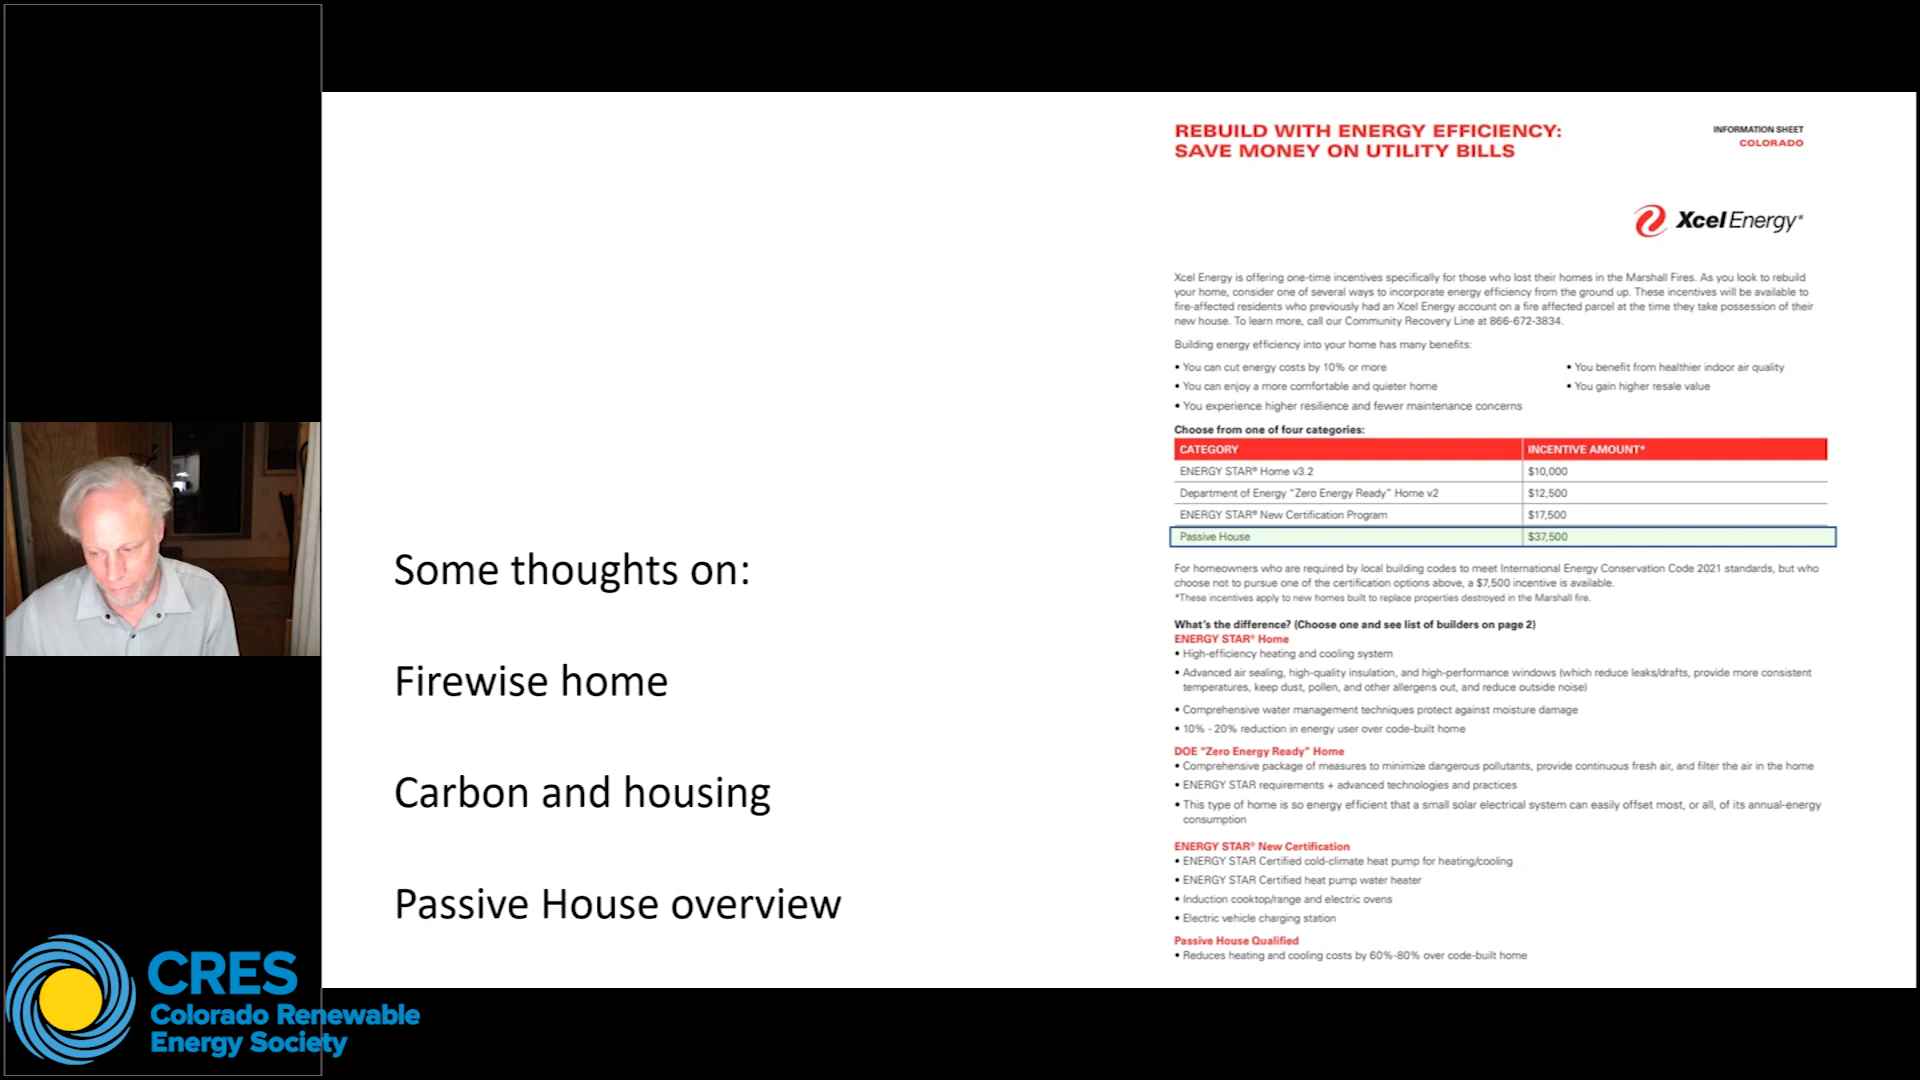 Some thoughts on:
Firewise home
Carbon and housing
Passive House overview
REBUILD WITH ENERGY EFFICIENCY:
SAVE MONEY ON UTILITY BILLS
INFORMATION SHEET
COLORADO
Xcel Energy®
Xcel Energy is offering one-time incentives specifically for those who lost their homes in the Marshall Fires. As you look to rebuild
your home, consider one of several ways to incorporate energy efficiency from the ground up. These incentives will be available to
fire-affected residents who previously had an Xcel Energy account on a fire affected parcel at the time they take possession of their
new house. To learn more, call our Community Recovery Line at 866-672-3834.
Building energy efficiency into your home has many benefits:
• You can cut energy costs by 10% or more
• You can enjoy a more comfortable and quieter home
• You experience higher resilience and fewer maintenance concerns
• You benefit from healthier indoor air quality
• You gain higher resale value
Choose from one of four categories:
CATEGORY INCENTIVE AMOUNT*
ENERGY STAR® Home v3.2 $10,000
Department of Energy "Zero Energy Ready" Home v2 $12,500
ENERGY STAR® New Certification Program $17,500
Passive House $37,500
For homeowners who are required by local building codes to meet International Energy Conservation Code 2021 standards, but who
choose not to pursue one of the certification options above, a $7,500 incentive is available.
*These incentives apply to new homes built to replace properties destroyed in the Marshall fire.
What's the difference? (Choose one and see list of builders on page 2)
ENERGY STAR® Home
• High-efficiency heating and cooling system
• Advanced air sealing, high-quality insulation, and high-performance windows (which reduce leaks/drafts, provide more consistent
temperatures, keep dust, pollen, and other allergens out, and reduce outside noise)
• Comprehensive water management techniques protect against moisture damage
• 10% - 20% reduction in energy user over code-built home
DOE "Zero Energy Ready" Home
• Comprehensive package of measures to minimize dangerous pollutants, provide continuous fresh air, and filter the air in the home
• ENERGY STAR requirements + advanced technologies and practices
• This type of home is so energy efficient that a small solar electrical system can easily offset most, or all, of its annual-energy
consumption
ENERGY STAR® New Certification
• ENERGY STAR Certified cold-climate heat pump for heating/cooling
• ENERGY STAR Certified heat pump water heater
• Induction cooktop/range and electric ovens
• Electric vehicle charging station
Passive House Qualified
• Reduces heating and cooling costs by 60%-80% over code-built home
CRES
Colorado Renewable
Energy Society